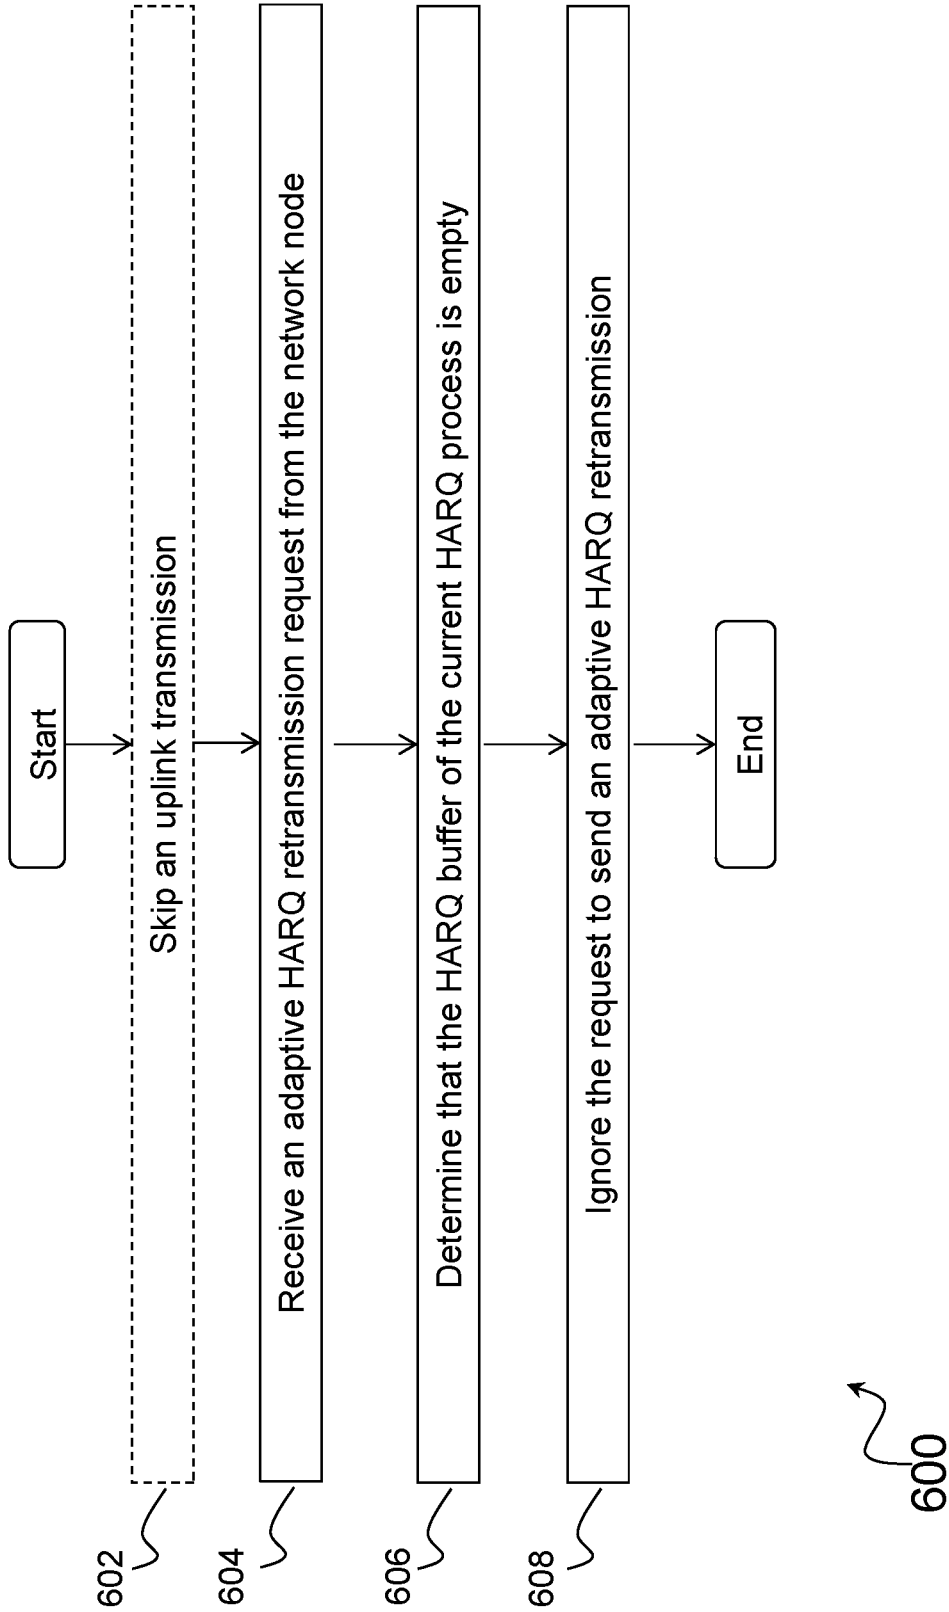 Start
602
Skip an uplink transmission
604
Receive an adaptive HARQ retransmission request from the network node
606
Determine that the HARQ buffer of the current HARQ process is empty
608
Ignore the request to send an adaptive HARQ retransmission
End
600